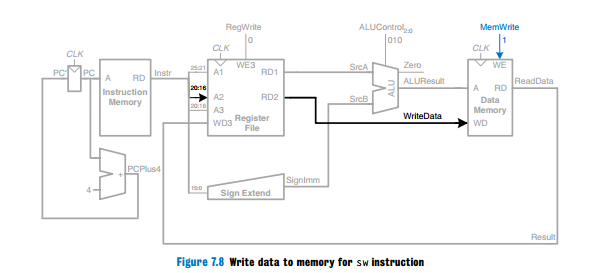 RegWrite
0
ALUControl2:0
010
MemWrite
1
CLK
CLK
CLK
PC' PC
A RD
Instruction
Memory
Instr
25:21
A1
WE3
RD1
20:16
A2
RD2
20:16
A3
WD3
Register
File
SrcA
SrcB
ALU
Zero
ALUResult
WriteData
WE
A RD
Data
Memory
WD
ReadData
+
PCPlus4
4
15:0
Sign Extend
SignImm
Result
Figure 7.8 Write data to memory for sw instruction